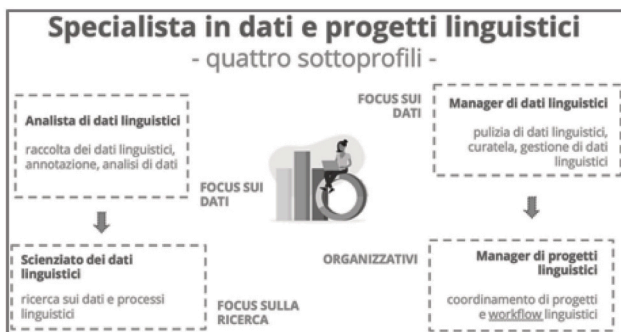 Specialista in dati e progetti linguistici
- quattro sottoprofili -
Analista di dati linguistici
raccolta dei dati linguistici,
annotazione, analisi di dati
FOCUS SUI
DATI
Scienziato dei dati
linguistici
ricerca sui dati e processi
linguistici
FOCUS SULLA
RICERCA
FOCUS SUI
DATI
Manager di dati linguistici
pulizia di dati linguistici,
curatela, gestione di dati
linguistici
ORGANIZZATIVI
Manager di progetti
linguistici
coordinamento di progetti
e workflow linguistici